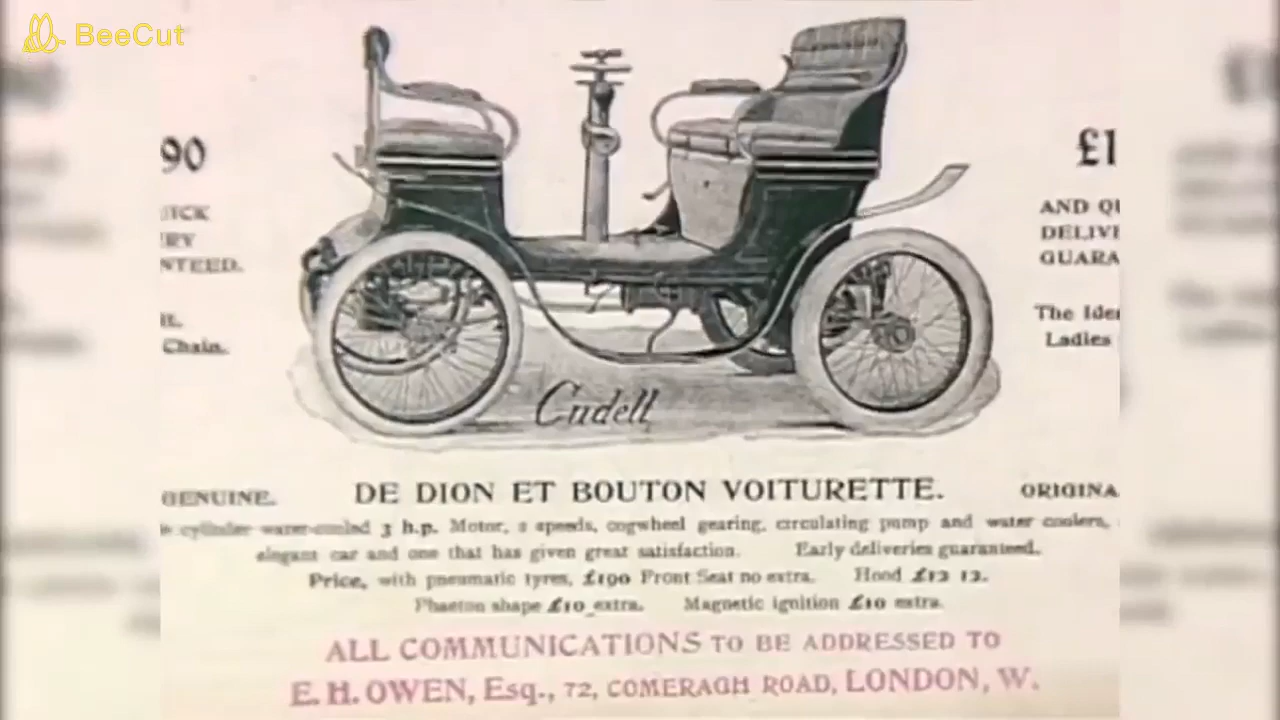 BeeCut
90
£1
AND QU
DELIVE
GUARA
NTEED.
The Ide
Chain.
Ladies
Cudell
GENUINE.
DE DION ET BOUTON VOITURETTE.
ORIGINA
cylinder water-cooled 3 h.p. Motor, 2 speeds, cogwheel gearing, circulating pump and water coolers,
elegant car and one that has given great satisfaction. Early deliveries guaranteed.
Price, with pneumatic tyres, £190 Front Seat no extra. Hood £12 12.
Phaeton shape £10 extra. Magnetic ignition £10 extra.
ALL COMMUNICATIONS TO BE ADDRESSED TO
E. H. OWEN, Esq., 72, COMERAGH ROAD, LONDON, W.